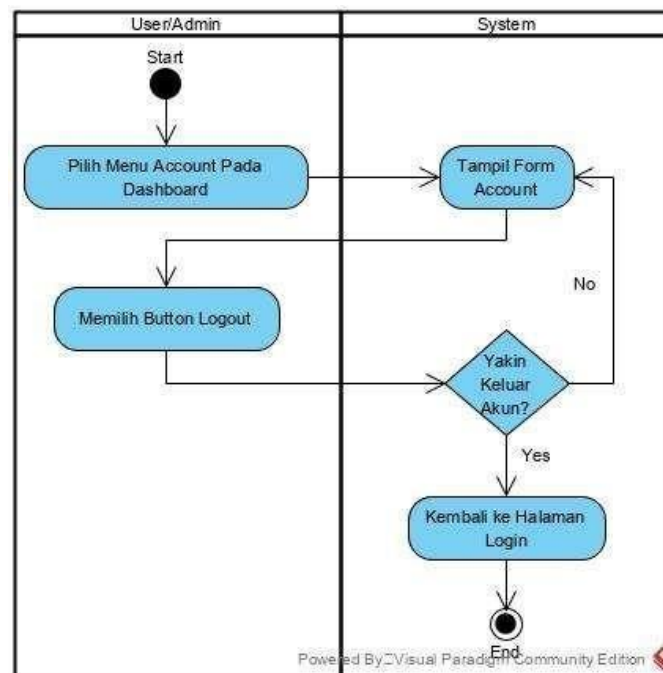 User/Admin
System
Start
Pilih Menu Account Pada
Dashboard
Tampil Form
Account
No
Memilih Button Logout
Yakin
Keluar
Akun?
Yes
Kembali ke Halaman
Login
End
Powered By Visual Paradigm Community Edition